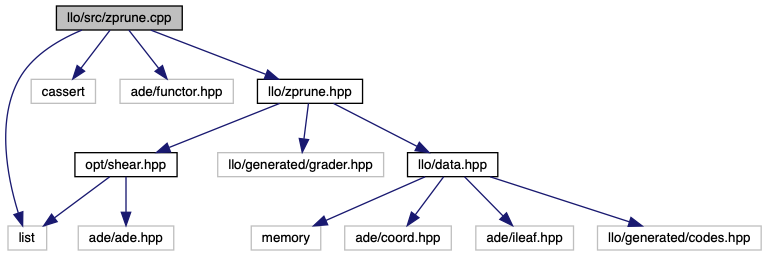 llo/src/zprune.cpp
cassert
ade/functor.hpp
llo/zprune.hpp
opt/shear.hpp
llo/generated/grader.hpp
llo/data.hpp
list
ade/ade.hpp
memory
ade/coord.hpp
ade/ileaf.hpp
llo/generated/codes.hpp